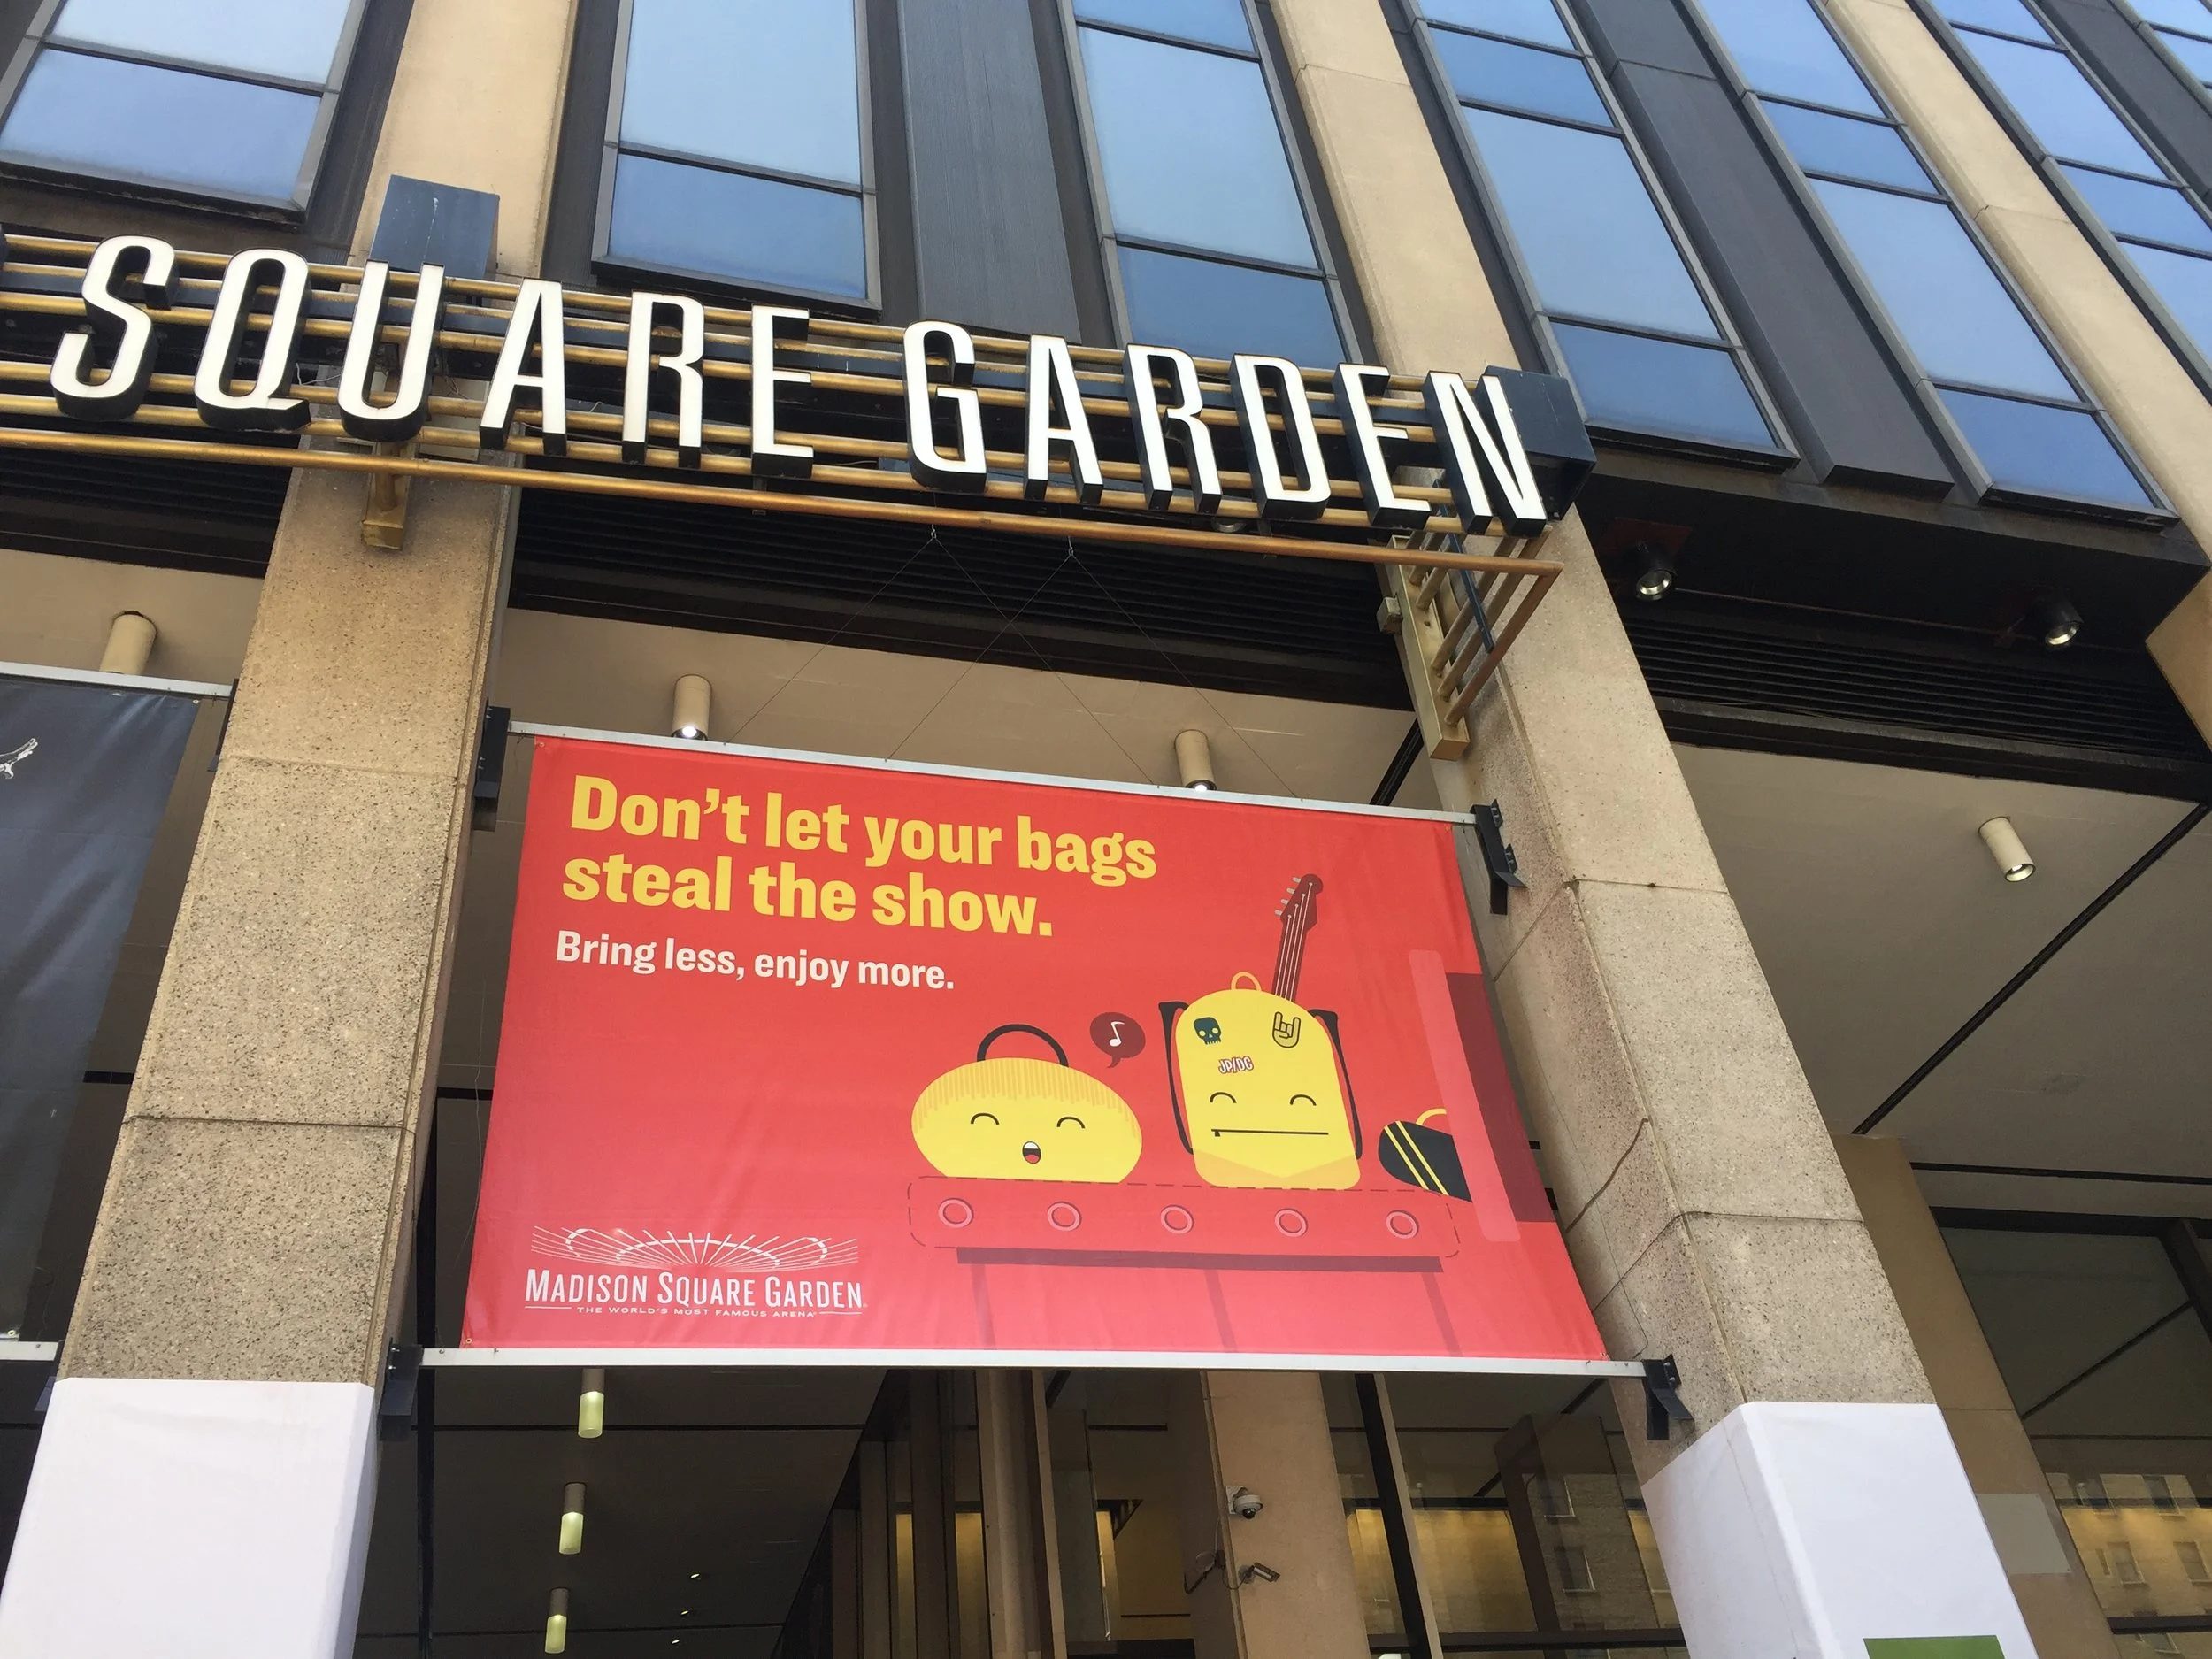 SQUARE GARDEN
Don't let your bags
steal the show.
Bring less, enjoy more.
JP/DC
MADISON SQUARE GARDEN
THE WORLD'S MOST FAMOUS ARENA